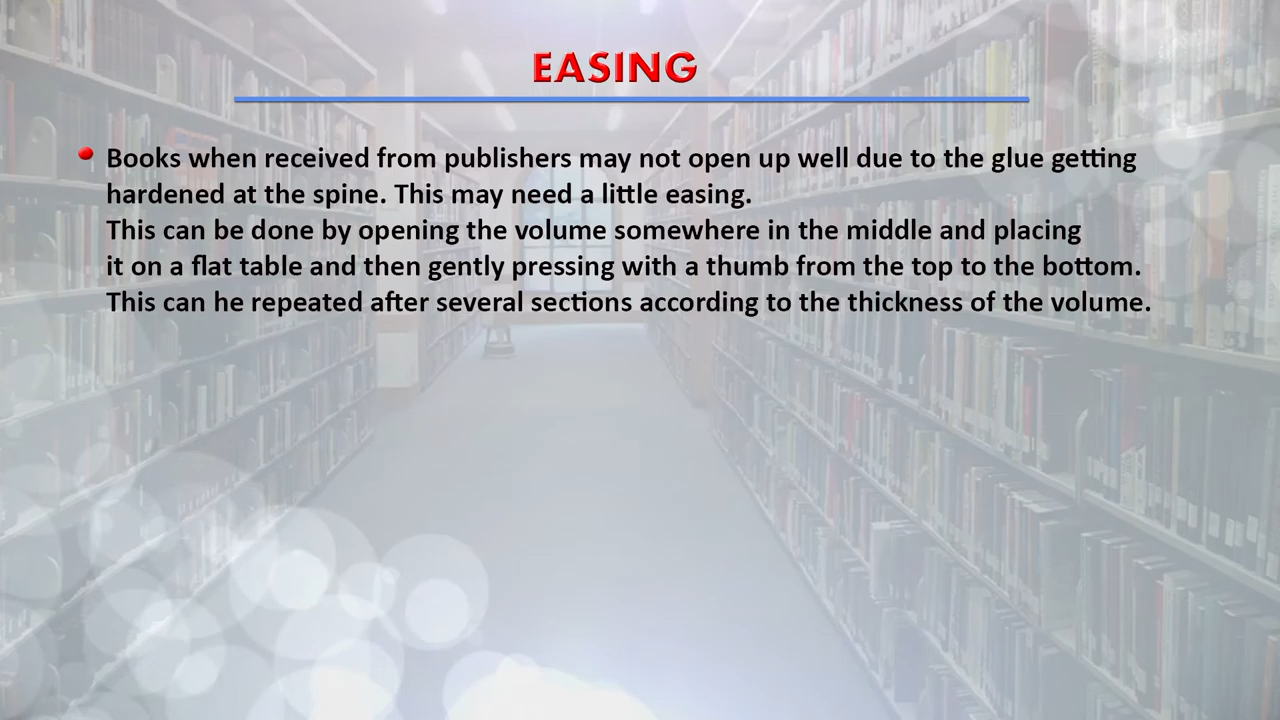 EASING
Books when received from publishers may not open up well due to the glue getting
hardened at the spine. This may need a little easing.
This can be done by opening the volume somewhere in the middle and placing
it on a flat table and then gently pressing with a thumb from the top to the bottom.
This can he repeated after several sections according to the thickness of the volume.